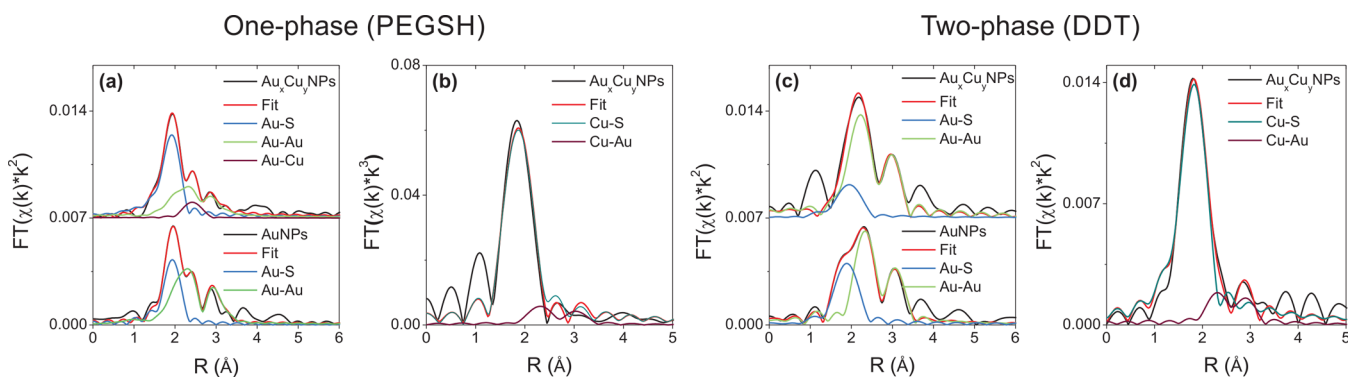 One-phase (PEGSH)
Two-phase (DDT)
(a)
AuₓCuᵧNPs
Fit
Au-S
Au-Au
Au-Cu
AuNPs
Fit
Au-S
Au-Au
FT(χ(k)*k²)
0.014
0.007
0.000
0 1 2 3 4 5 6
R (Å)
(b)
AuₓCuᵧNPs
Fit
Cu-S
Cu-Au
FT(χ(k)*k³)
0.08
0.04
0.00
0 1 2 3 4 5
R (Å)
(c)
AuₓCuᵧNPs
Fit
Au-S
Au-Au
AuNPs
Fit
Au-S
Au-Au
FT(χ(k)*k²)
0.014
0.007
0.000
0 1 2 3 4 5 6
R (Å)
(d)
AuₓCuᵧNPs
Fit
Cu-S
Cu-Au
FT(χ(k)*k²)
0.014
0.007
0.000
0 1 2 3 4 5
R (Å)